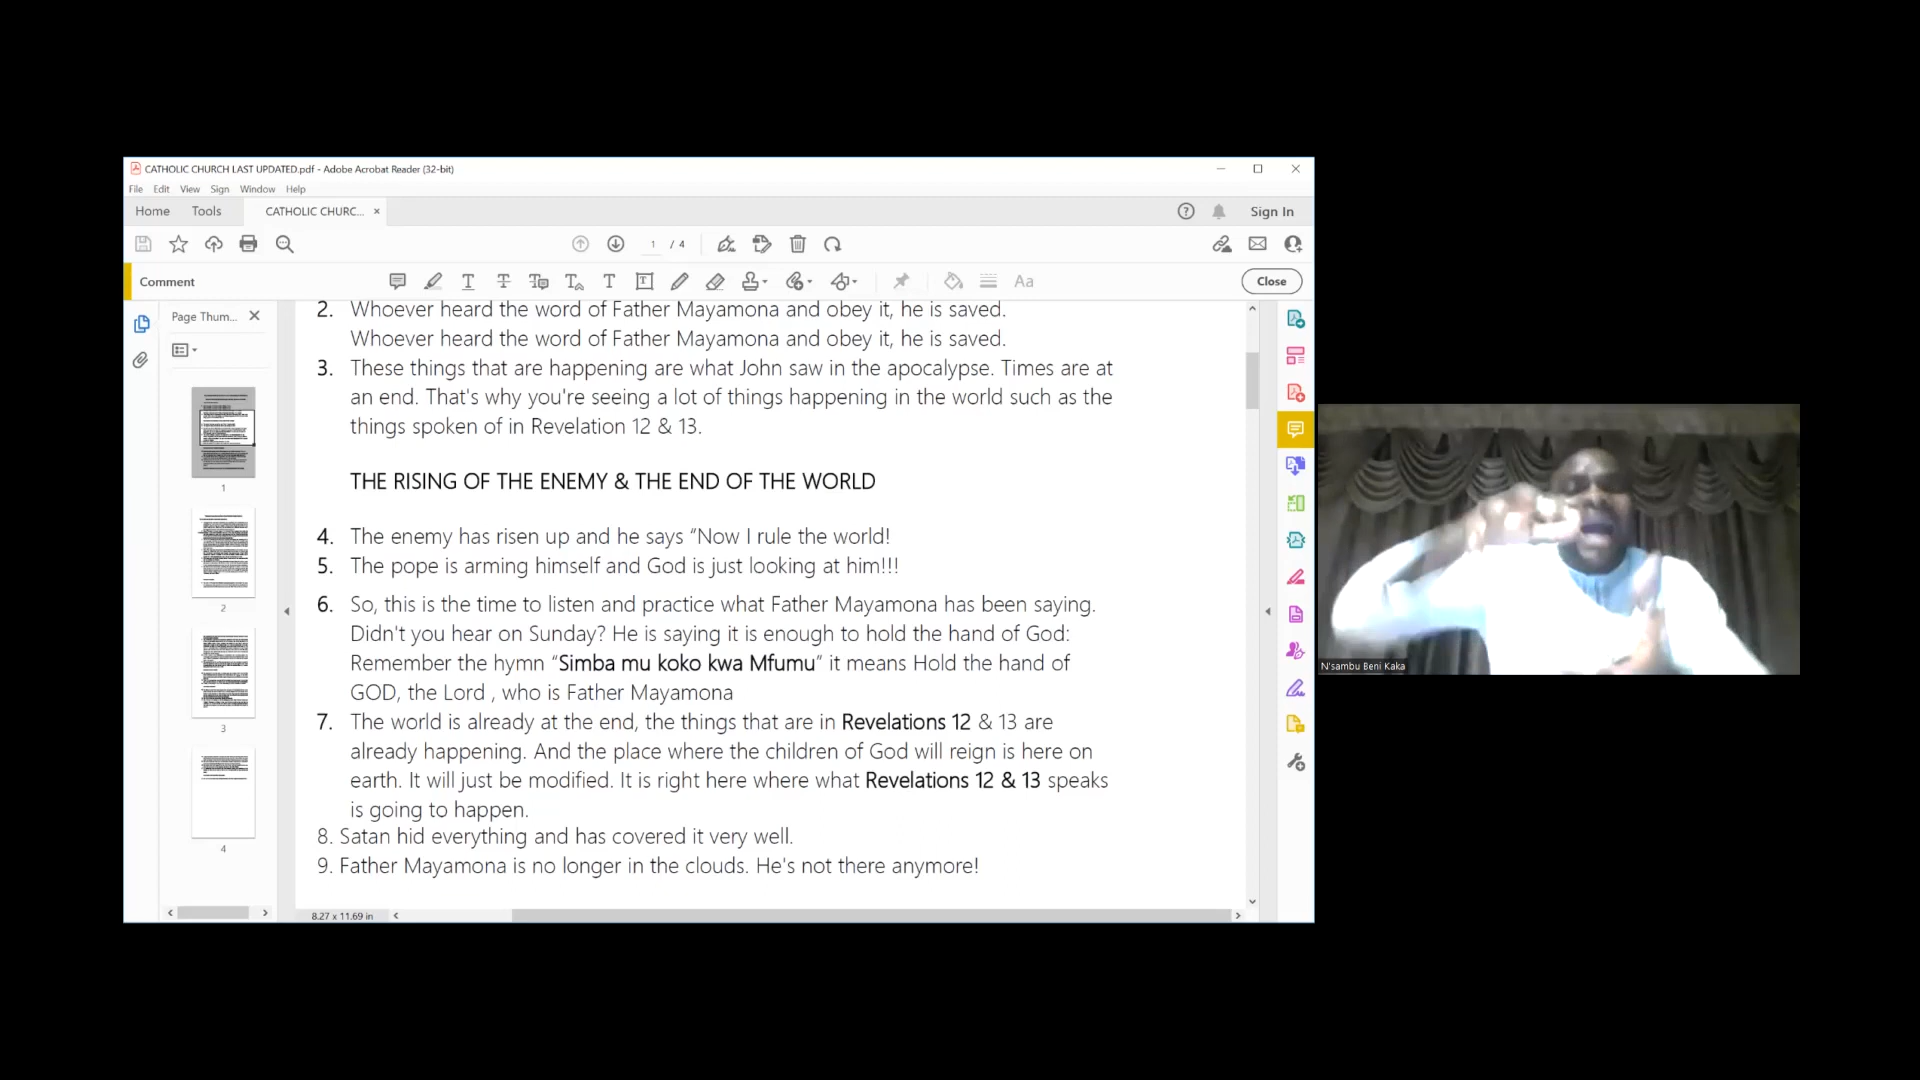 CATHOLIC CHURCH LAST UPDATED.pdf - Adobe Acrobat Reader (32-bit)
File Edit View Sign Window Help
Home Tools CATHOLIC CHURC... × Sign In
1 / 4
Comment
Close
Page Thum...
1
2
3
4
2. Whoever heard the word of Father Mayamona and obey it, he is saved.
Whoever heard the word of Father Mayamona and obey it, he is saved.
3. These things that are happening are what John saw in the apocalypse. Times are at
an end. That's why you're seeing a lot of things happening in the world such as the
things spoken of in Revelation 12 & 13.
THE RISING OF THE ENEMY & THE END OF THE WORLD
4. The enemy has risen up and he says “Now I rule the world!
5. The pope is arming himself and God is just looking at him!!!
6. So, this is the time to listen and practice what Father Mayamona has been saying.
Didn't you hear on Sunday? He is saying it is enough to hold the hand of God:
Remember the hymn “Simba mu koko kwa Mfumu” it means Hold the hand of
GOD, the Lord , who is Father Mayamona
7. The world is already at the end, the things that are in Revelations 12 & 13 are
already happening. And the place where the children of God will reign is here on
earth. It will just be modified. It is right here where what Revelations 12 & 13 speaks
is going to happen.
8. Satan hid everything and has covered it very well.
9. Father Mayamona is no longer in the clouds. He's not there anymore!
8.27 x 11.69 in
N'sambu Beni Kaka